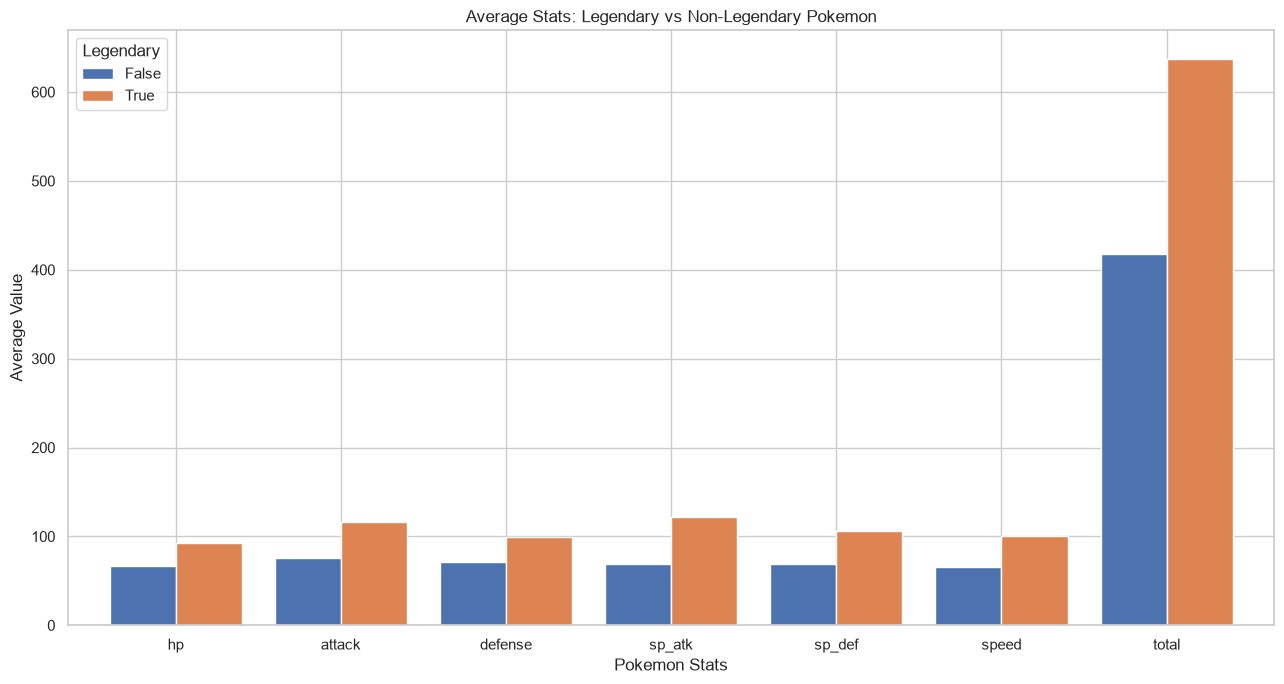 Average Stats: Legendary vs Non-Legendary Pokemon
Legendary
False
True
Average Value
600
500
400
300
200
100
0
hp attack defense sp_atk sp_def speed total
Pokemon Stats